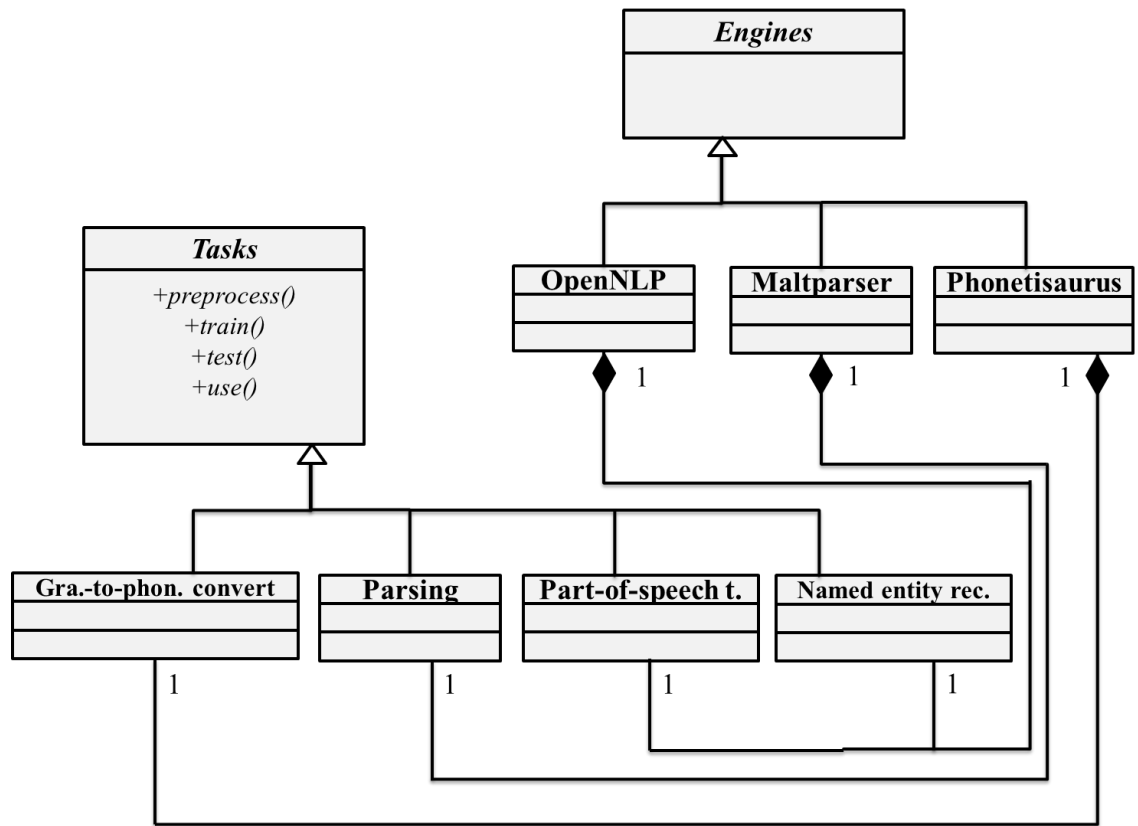 Engines
Tasks
+preprocess()
+train()
+test()
+use()
OpenNLP
Maltparser
Phonetisaurus
1
1
1
Gra.-to-phon. convert
Parsing
Part-of-speech t.
Named entity rec.
1
1
1
1